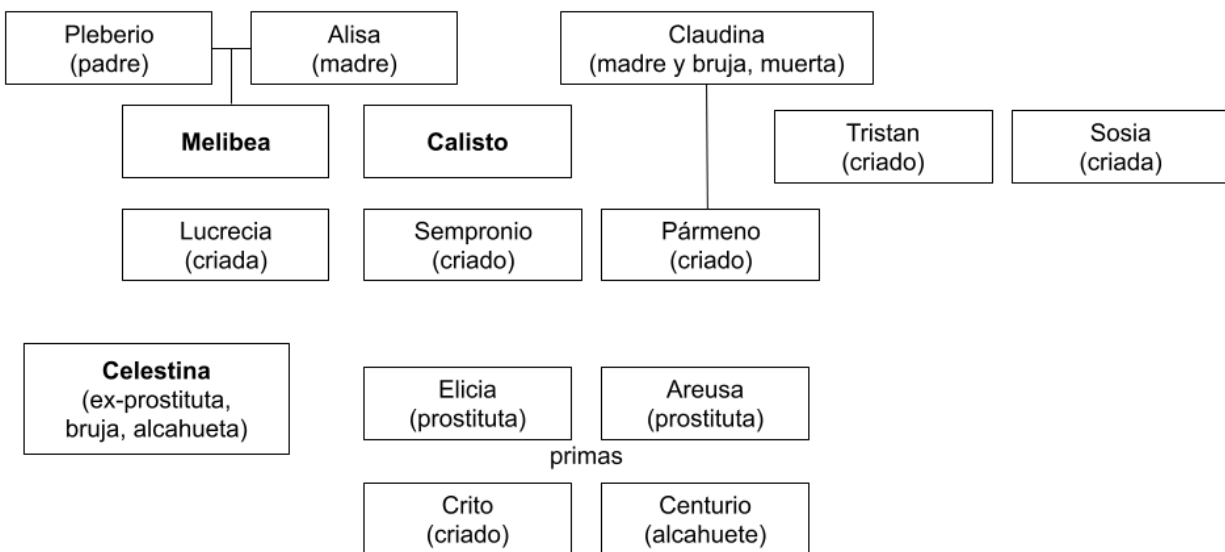 Pleberio
(padre)
Alisa
(madre)
Claudina
(madre y bruja, muerta)
Melibea
Calisto
Tristan
(criado)
Sosia
(criada)
Lucrecia
(criada)
Sempronio
(criado)
Pármeno
(criado)
Celestina
(ex-prostituta,
bruja, alcahueta)
Elicia
(prostituta)
Areusa
(prostituta)
primas
Crito
(criado)
Centurio
(alcahuete)